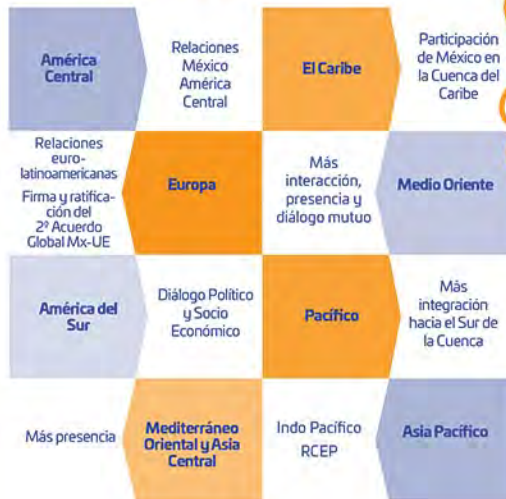 América
Central
Relaciones
México
América
Central
El Caribe
Participación
de México en
la Cuenca del
Caribe
Relaciones
euro-
latinoamericanas
Firma y ratifica-
ción del
2º Acuerdo
Global Mx-UE
Europa
Más
interacción,
presencia y
diálogo mutuo
Medio Oriente
América del
Sur
Diálogo Político
y Socio
Económico
Pacífico
Más
integración
hacia el Sur de
la Cuenca
Más presencia
Mediterráneo
Oriental y Asia
Central
Indo Pacífico
RCEP
Asia Pacífico